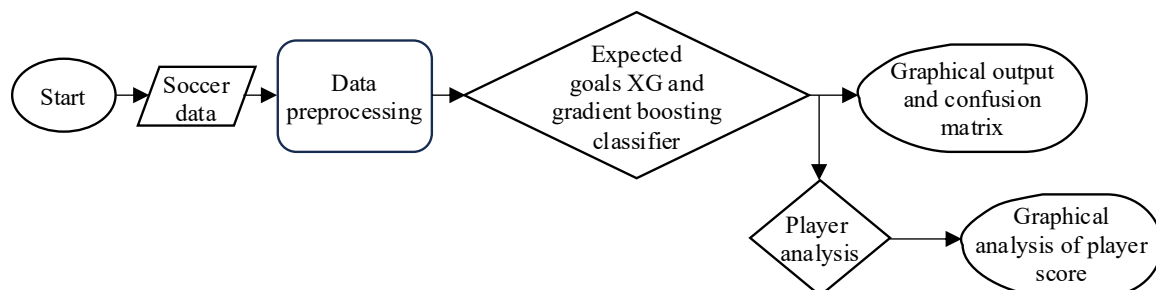 Start
Soccer
data
Data
preprocessing
Expected
goals XG and
gradient boosting
classifier
Graphical output
and confusion
matrix
Player
analysis
Graphical
analysis of player
score